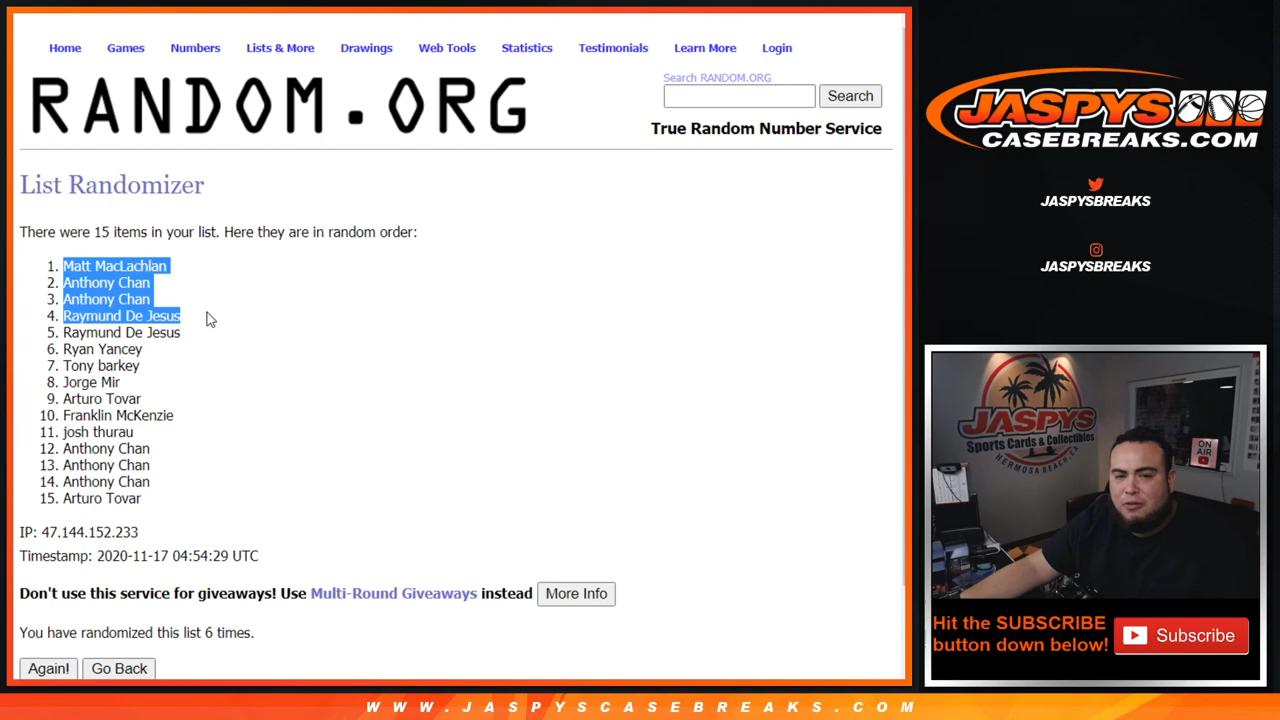 Home Games Numbers Lists & More Drawings Web Tools Statistics Testimonials Learn More Login
RANDOM.ORG
Search RANDOM.ORG
Search
True Random Number Service
List Randomizer
There were 15 items in your list. Here they are in random order:
1. Matt MacLachlan
2. Anthony Chan
3. Anthony Chan
4. Raymund De Jesus
5. Raymund De Jesus
6. Ryan Yancey
7. Tony barkey
8. Jorge Mir
9. Arturo Tovar
10. Franklin McKenzie
11. josh thurau
12. Anthony Chan
13. Anthony Chan
14. Anthony Chan
15. Arturo Tovar
IP: 47.144.152.233
Timestamp: 2020-11-17 04:54:29 UTC
Don't use this service for giveaways! Use Multi-Round Giveaways instead More Info
You have randomized this list 6 times.
Again! Go Back
JASPYS
CASEBREAKS.COM
JASPYSBREAKS
JASPYSBREAKS
JASPYS
Sports Cards & Collectibles
HERMOSA BEACH, CA
ON
AIR
Hit the SUBSCRIBE
button down below!
Subscribe
WWW.JASPYSCASEBREAKS.COM